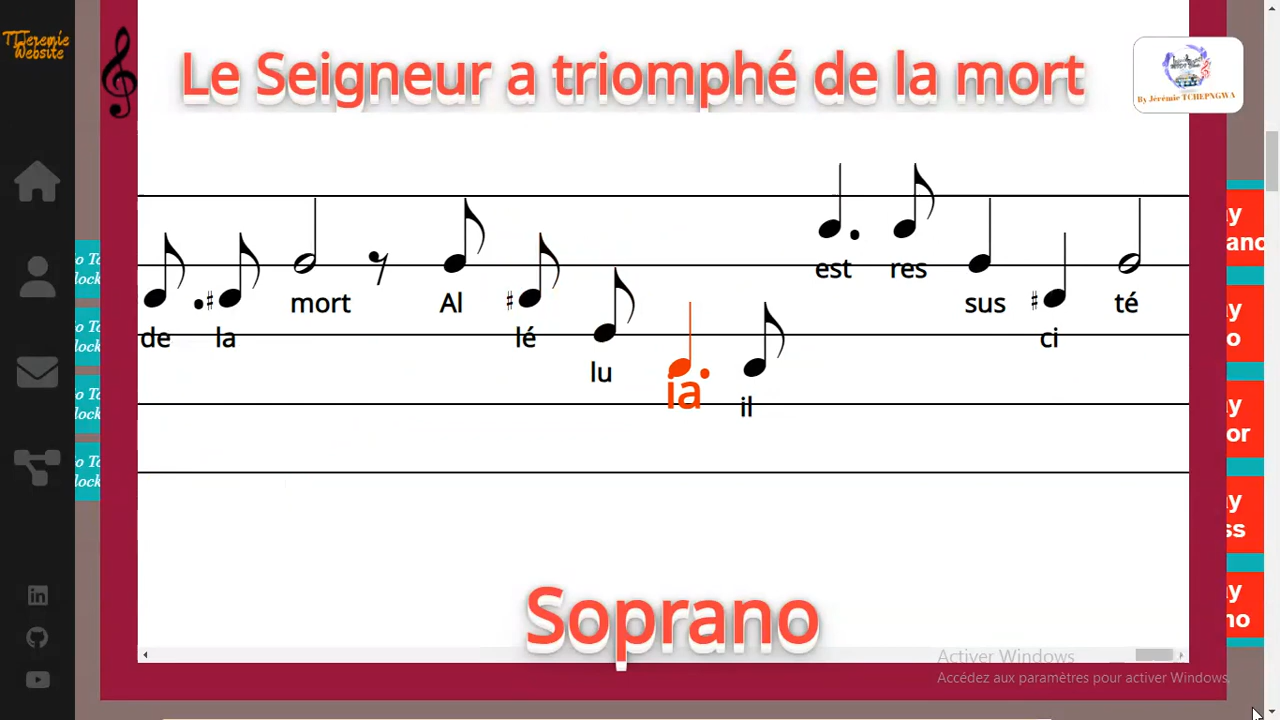 TTJeremie
Website
Le Seigneur a triomphé de la mort
By Jérémie TCHEPNGWA
de la mort Al lé lu ia il est res sus ci té
Soprano
Activer Windows
Accédez aux paramètres pour activer Windows.